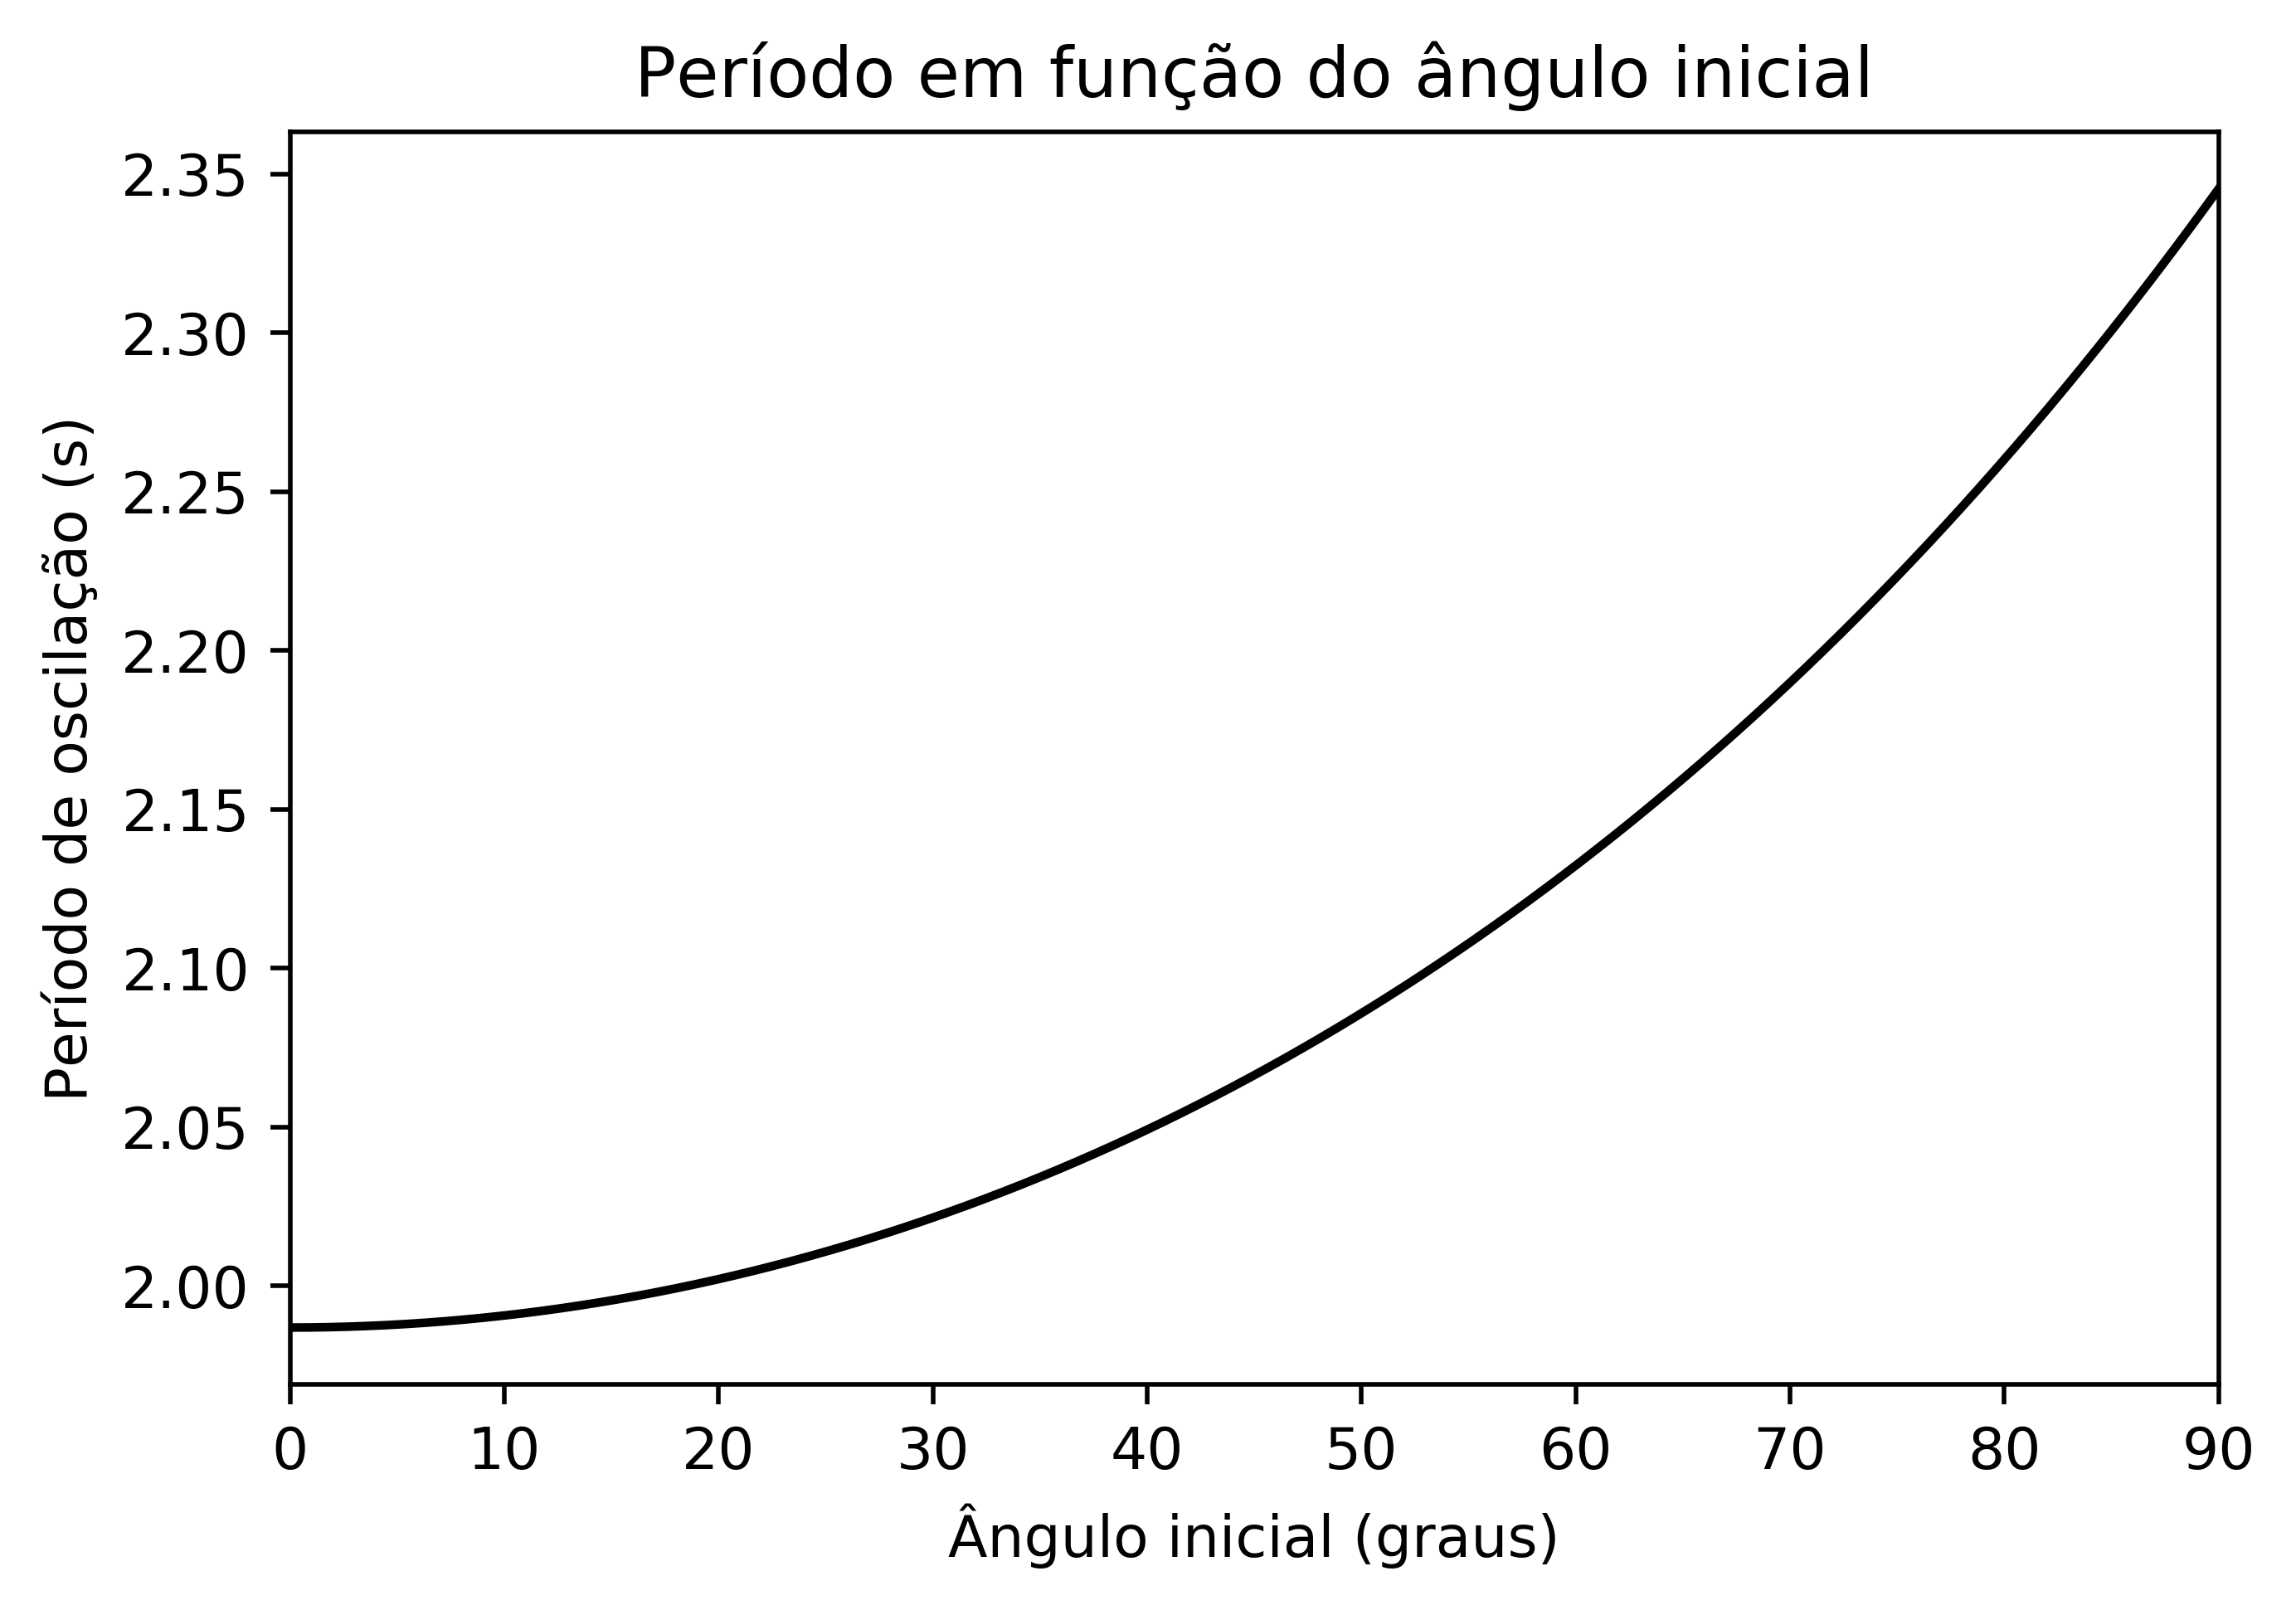 Período em função do ângulo inicial
Período de oscilação (s)
2.35
2.30
2.25
2.20
2.15
2.10
2.05
2.00
0 10 20 30 40 50 60 70 80 90
Ângulo inicial (graus)